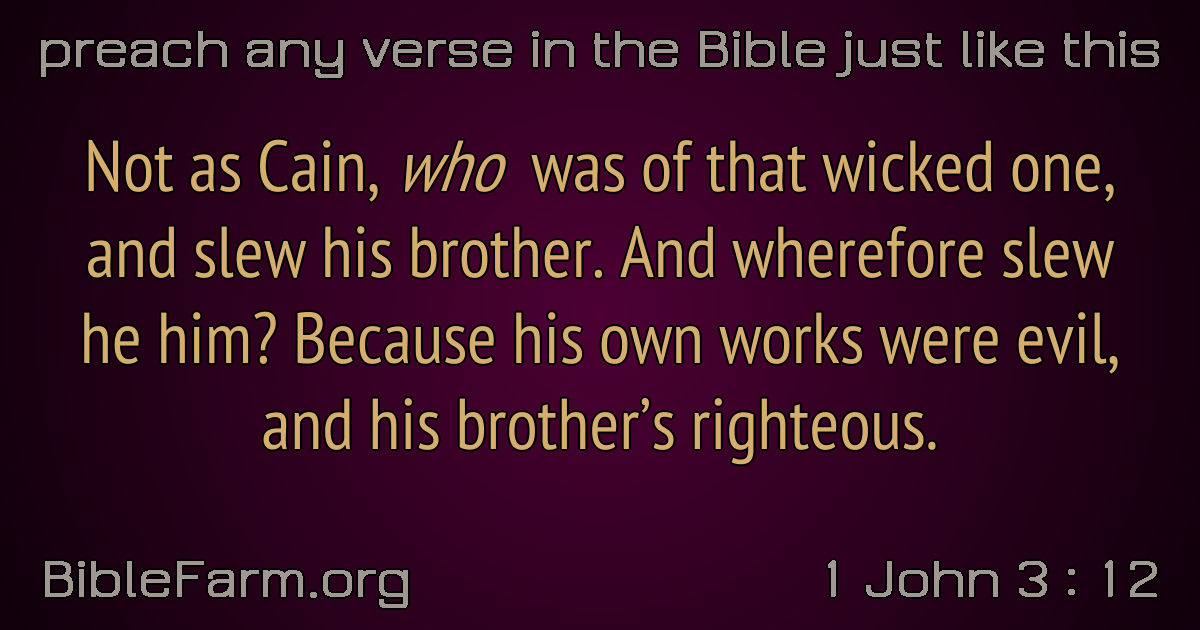 preach any verse in the Bible just like this
Not as Cain, who was of that wicked one,
and slew his brother. And wherefore slew
he him? Because his own works were evil,
and his brother’s righteous.
BibleFarm.org
1 John 3 : 12